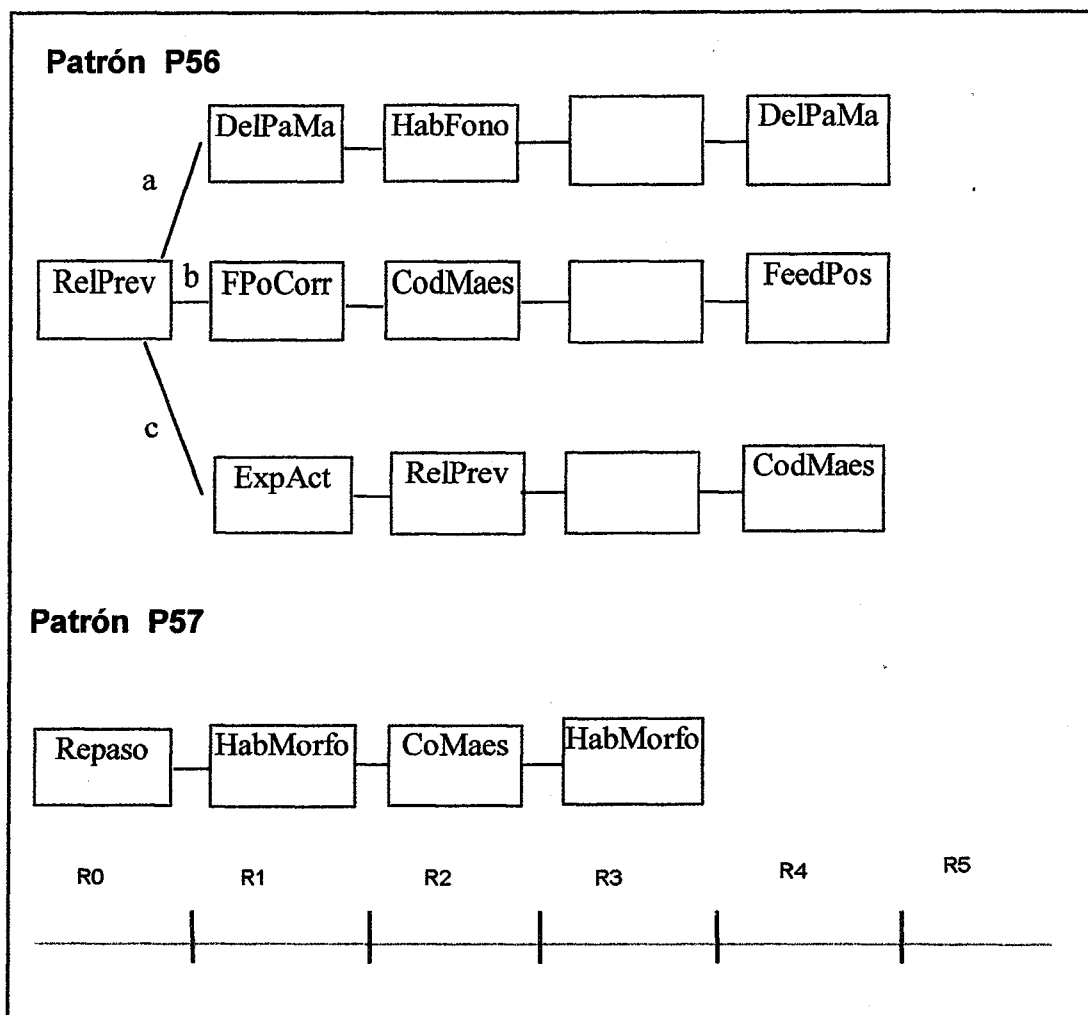 Patrón P56
DelPaMa HabFono DelPaMa
a
RelPrev b FPoCorr CodMaes FeedPos
c
ExpAct RelPrev CodMaes
Patrón P57
Repaso HabMorfo CoMaes HabMorfo
R0 R1 R2 R3 R4 R5